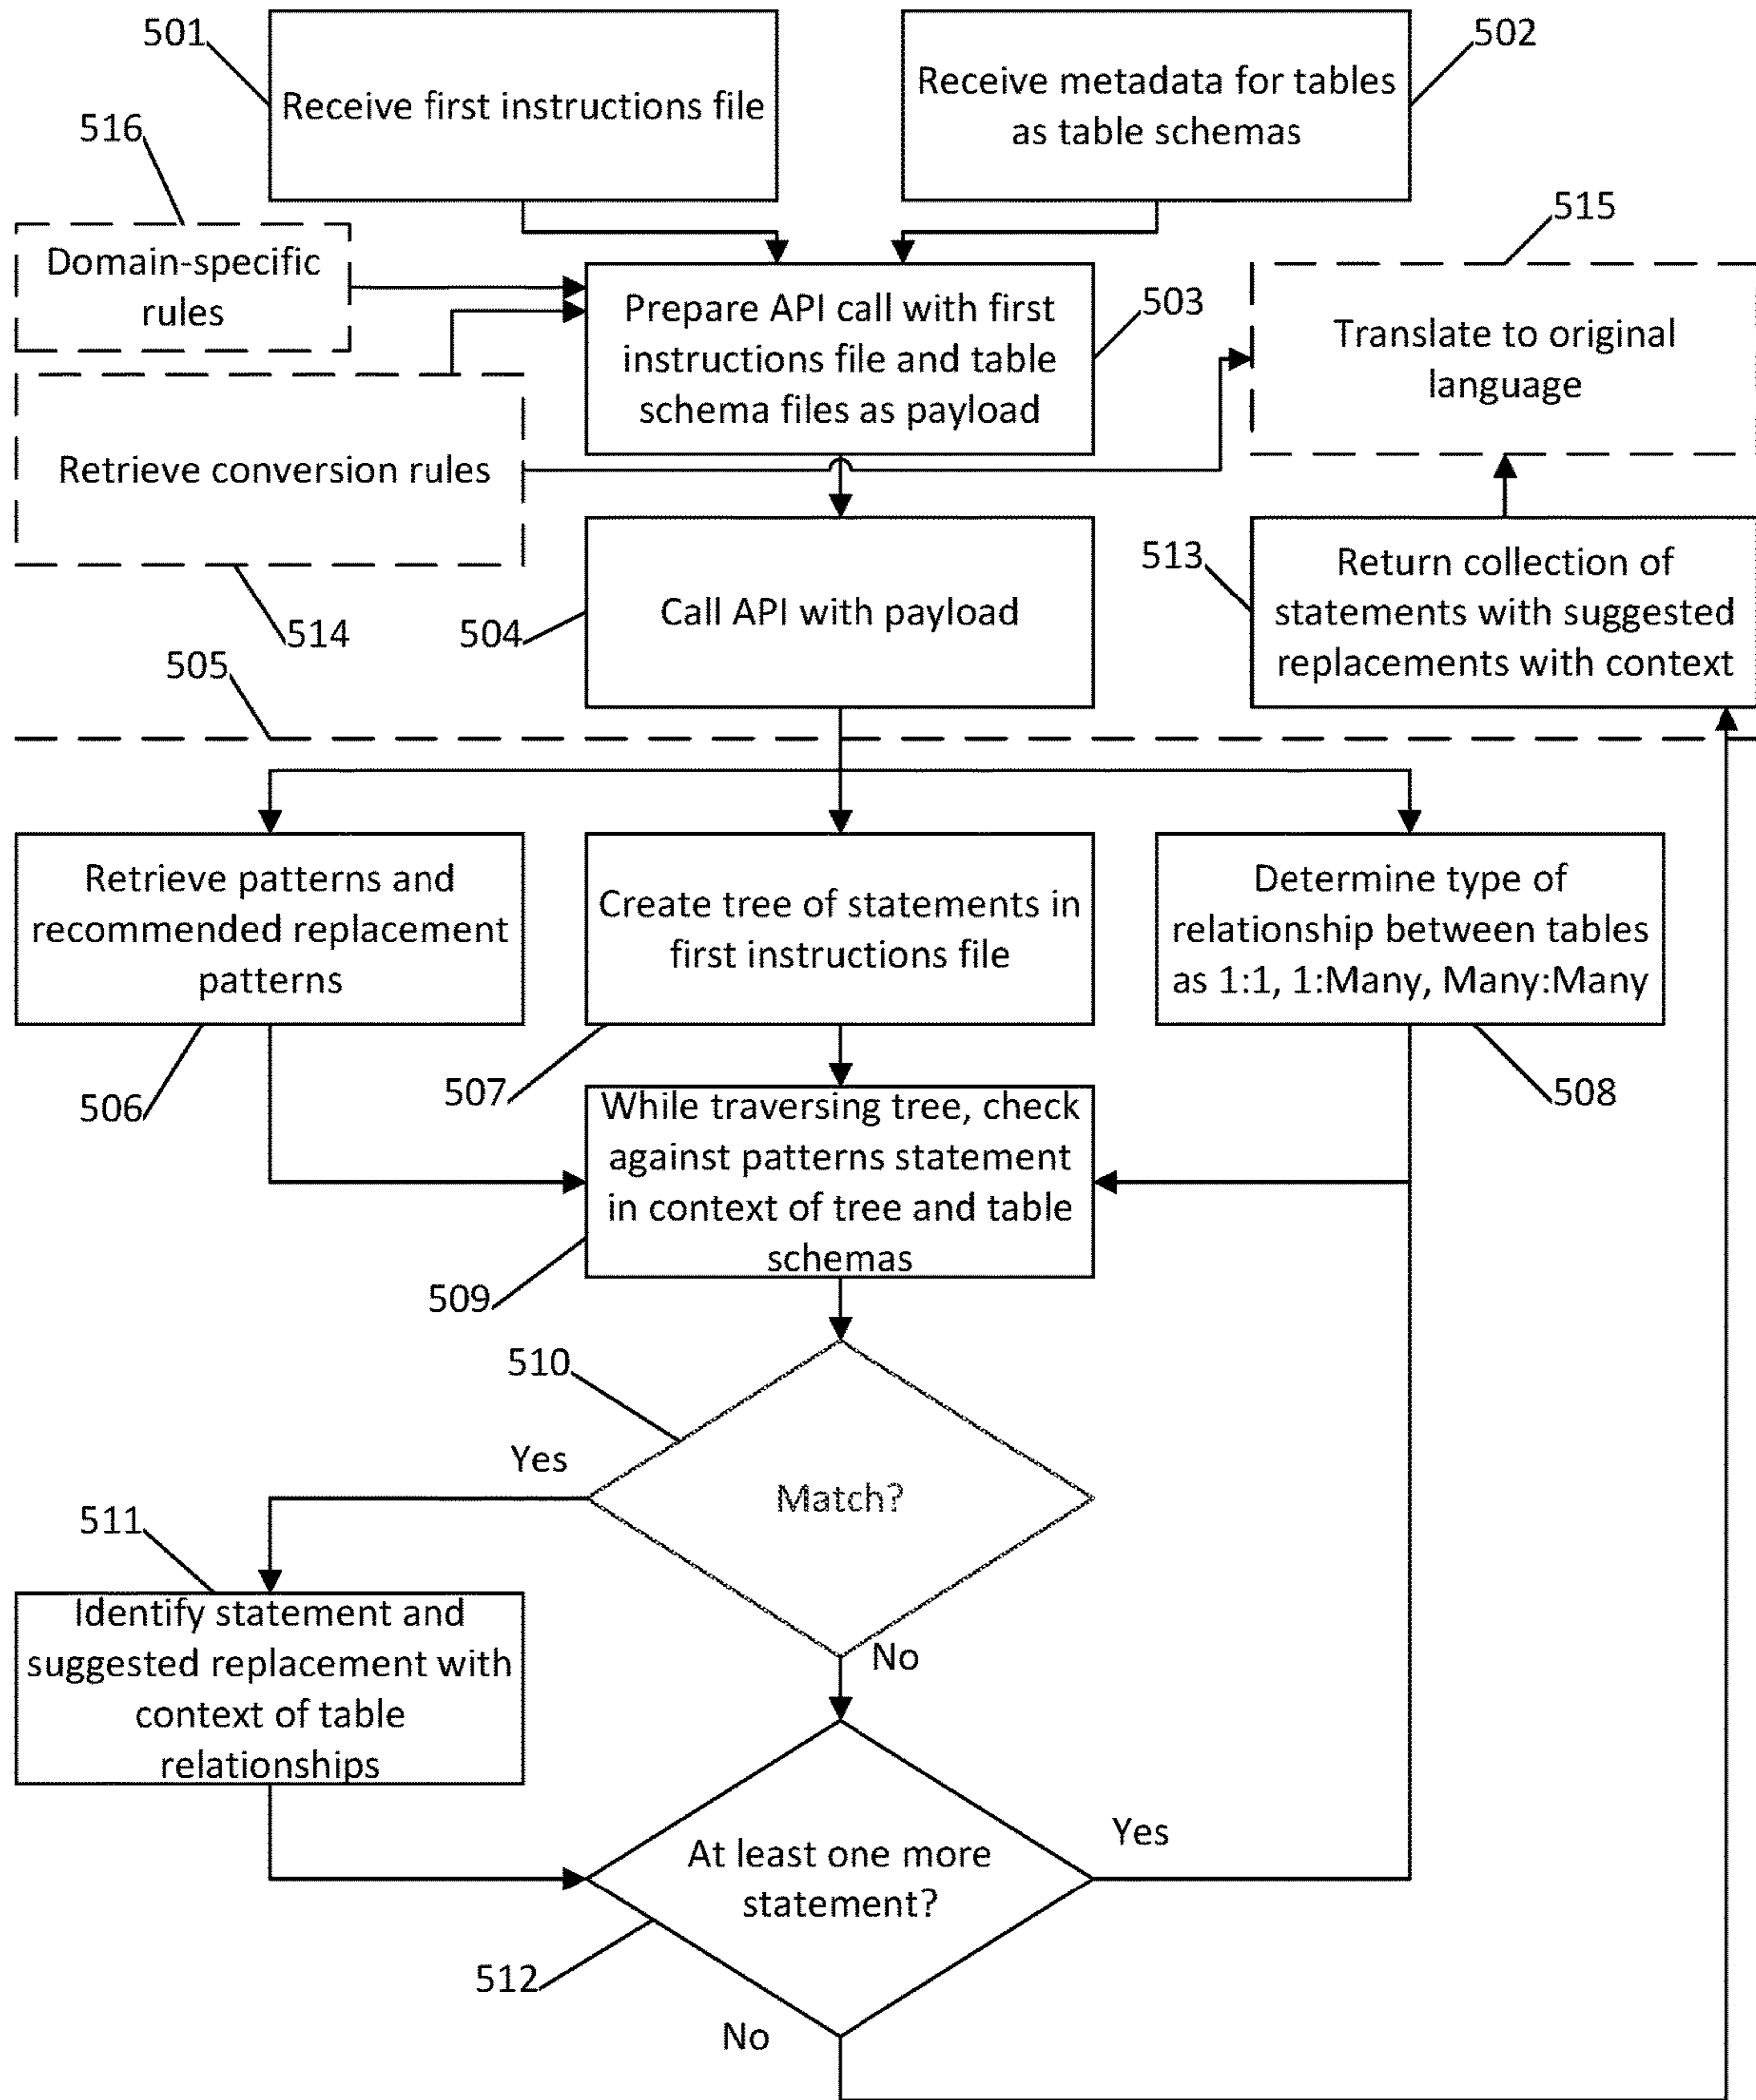 501
Receive first instructions file
Receive metadata for tables
as table schemas
502
516
Domain-specific
rules
Prepare API call with first
instructions file and table
schema files as payload
503
515
Translate to original
language
Retrieve conversion rules
514
504
Call API with payload
513
Return collection of
statements with suggested
replacements with context
505
Retrieve patterns and
recommended replacement
patterns
Create tree of statements in
first instructions file
Determine type of
relationship between tables
as 1:1, 1:Many, Many:Many
506
507
508
While traversing tree, check
against patterns statement
in context of tree and table
schemas
509
510
Yes
Match?
No
511
Identify statement and
suggested replacement with
context of table
relationships
At least one more
statement?
Yes
512
No